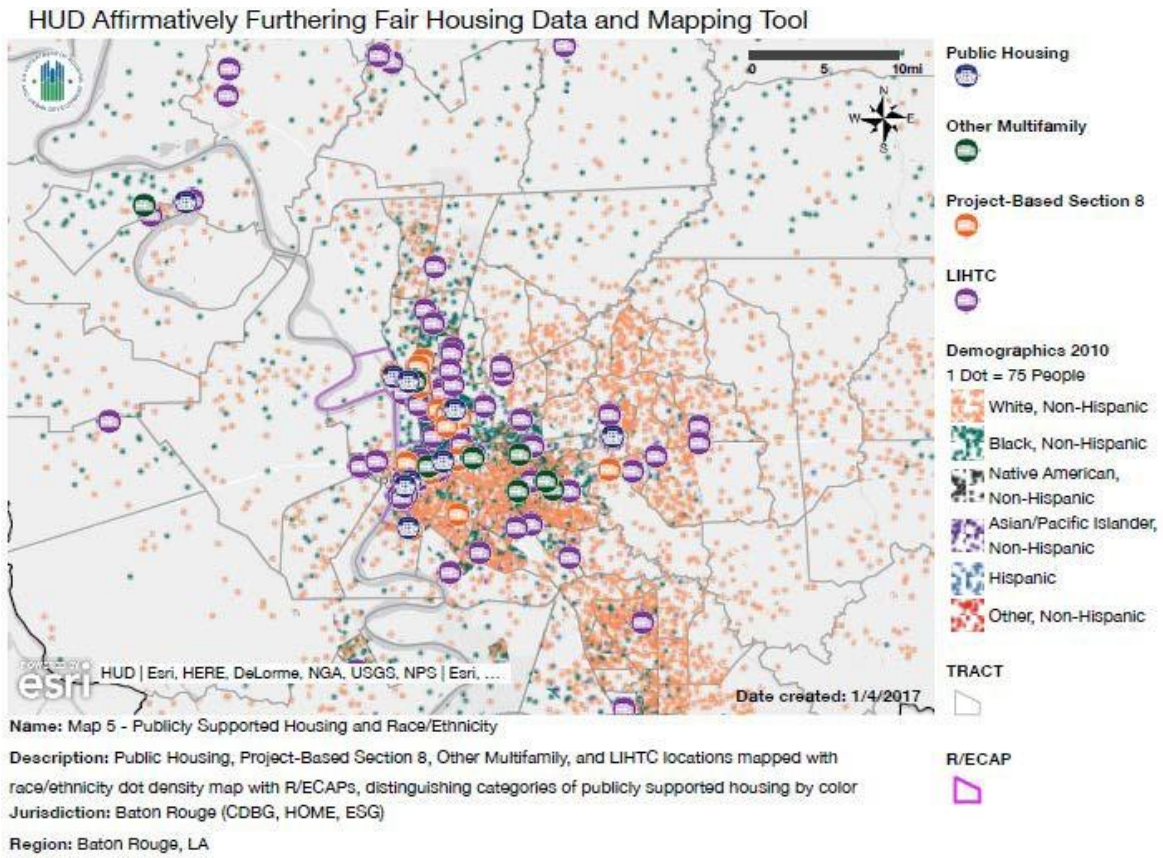 HUD Affirmatively Furthering Fair Housing Data and Mapping Tool
0 5 10mi
N
W E
S
Public Housing
Other Multifamily
Project-Based Section 8
LIHTC
Demographics 2010
1 Dot = 75 People
White, Non-Hispanic
Black, Non-Hispanic
Native American,
Non-Hispanic
Asian/Pacific Islander,
Non-Hispanic
Hispanic
Other, Non-Hispanic
TRACT
R/ECAP
POWERED BY
esri
HUD | Esri, HERE, DeLorme, NGA, USGS, NPS | Esri, ...
Date created: 1/4/2017
Name: Map 5 - Publicly Supported Housing and Race/Ethnicity
Description: Public Housing, Project-Based Section 8, Other Multifamily, and LIHTC locations mapped with
race/ethnicity dot density map with R/ECAPs, distinguishing categories of publicly supported housing by color
Jurisdiction: Baton Rouge (CDBG, HOME, ESG)
Region: Baton Rouge, LA